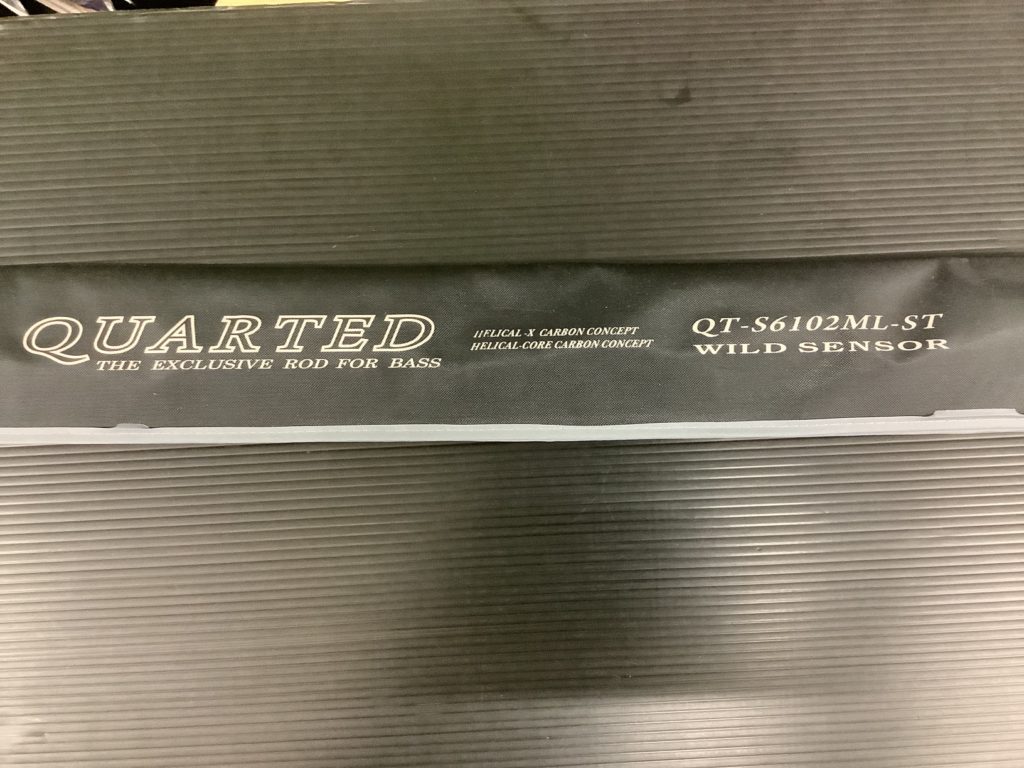 QUARTED
THE EXCLUSIVE ROD FOR BASS
HELICAL-X CARBON CONCEPT
HELICAL-CORE CARBON CONCEPT
QT-S6102ML-ST
WILD SENSOR